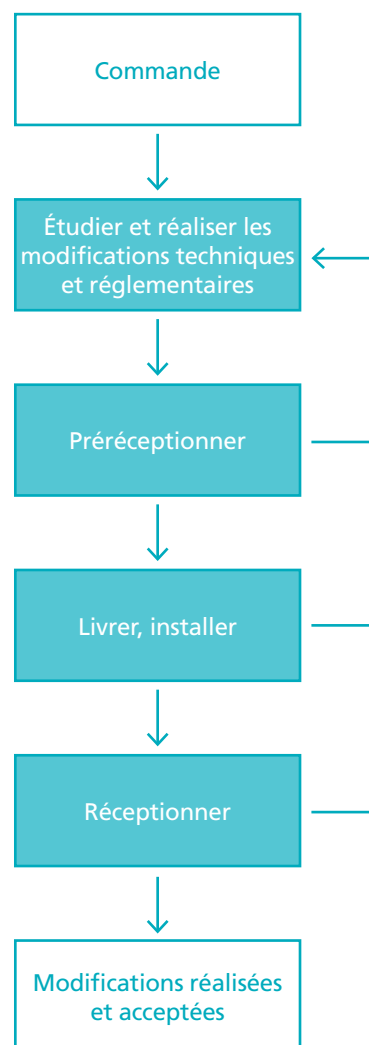 Commande
Étudier et réaliser les
modifications techniques
et réglementaires
Préréceptionner
Livrer, installer
Réceptionner
Modifications réalisées
et acceptées